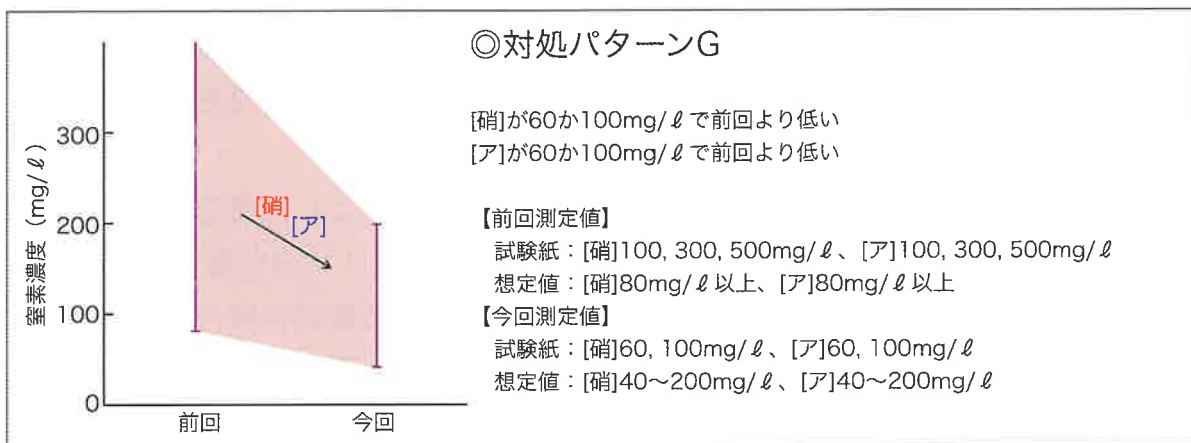 ◎対処パターンG
[硝]が60か100mg/ℓで前回より低い
[ア]が60か100mg/ℓで前回より低い
【前回測定値】
試験紙：[硝]100, 300, 500mg/ℓ、[ア]100, 300, 500mg/ℓ
想定値：[硝]80mg/ℓ以上、[ア]80mg/ℓ以上
【今回測定値】
試験紙：[硝]60, 100mg/ℓ、[ア]60, 100mg/ℓ
想定値：[硝]40〜200mg/ℓ、[ア]40〜200mg/ℓ
窒素濃度（mg/ℓ）
300
200
100
0
[硝]
[ア]
前回
今回